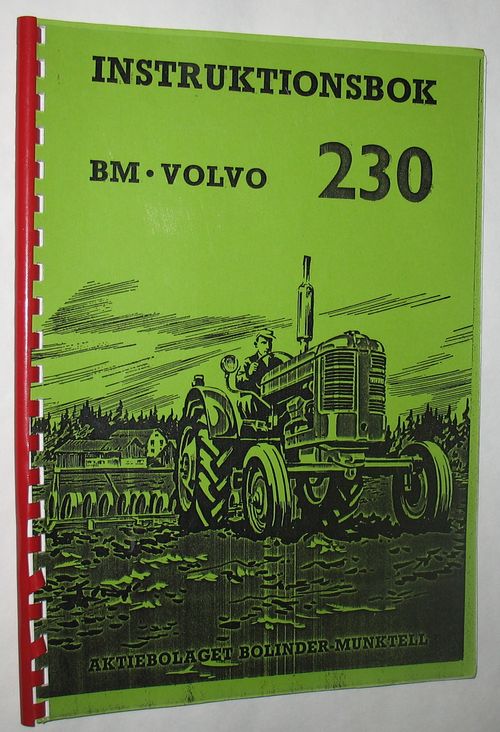 INSTRUKTIONSBOK
BM·VOLVO 230
AKTIEBOLAGET BOLINDER-MUNKTELL